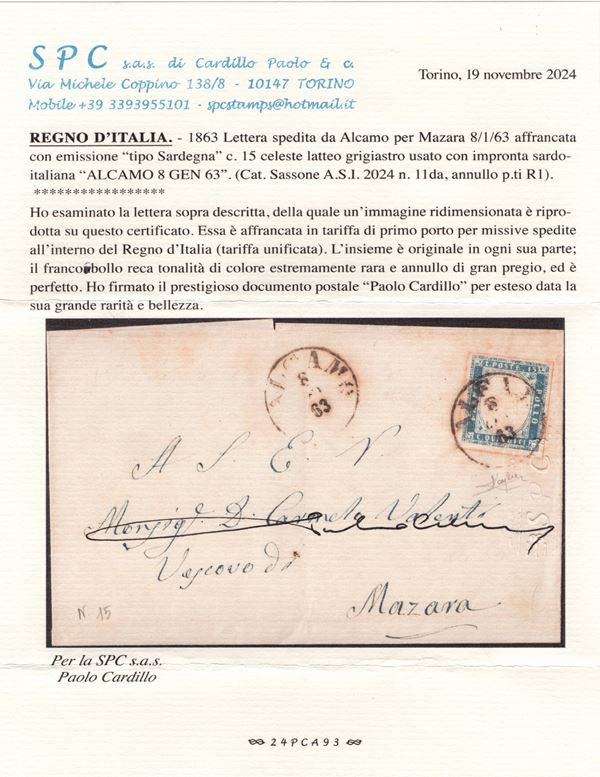 SPC s.a.s. di Cardillo Paolo & c.
Via Michele Coppino 138/8 - 10147 TORINO
Mobile +39 3393955101 - spcstamps@hotmail.it
Torino, 19 novembre 2024
REGNO D'ITALIA. - 1863 Lettera spedita da Alcamo per Mazara 8/1/63 affrancata
con emissione "tipo Sardegna" c. 15 celeste latteo grigiastro usato con impronta sardo-
italiana "ALCAMO 8 GEN 63". (Cat. Sassone A.S.I. 2024 n. 11da, annullo p.ti R1).
*****************
Ho esaminato la lettera sopra descritta, della quale un'immagine ridimensionata è ripro-
dotta su questo certificato. Essa è affrancata in tariffa di primo porto per missive spedite
all'interno del Regno d'Italia (tariffa unificata). L'insieme è originale in ogni sua parte;
il francobollo reca tonalità di colore estremamente rara e annullo di gran pregio, ed è
perfetto. Ho firmato il prestigioso documento postale "Paolo Cardillo" per esteso data la
sua grande rarità e bellezza.
ALCAMO
8
63
POSTE
BOLLO
63
SPC
A S. E. V.
Monsigr. D. Carmelo Valenti
Vescovo di
Mazara
N 15
Per la SPC s.a.s.
Paolo Cardillo
24PCA93